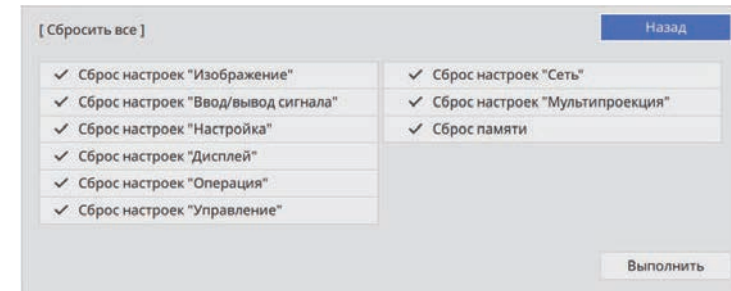 [ Сбросить все ]
Назад
Сброс настроек "Изображение"
Сброс настроек "Ввод/вывод сигнала"
Сброс настроек "Настройка"
Сброс настроек "Дисплей"
Сброс настроек "Операция"
Сброс настроек "Управление"
Сброс настроек "Сеть"
Сброс настроек "Мультипроекция"
Сброс памяти
Выполнить